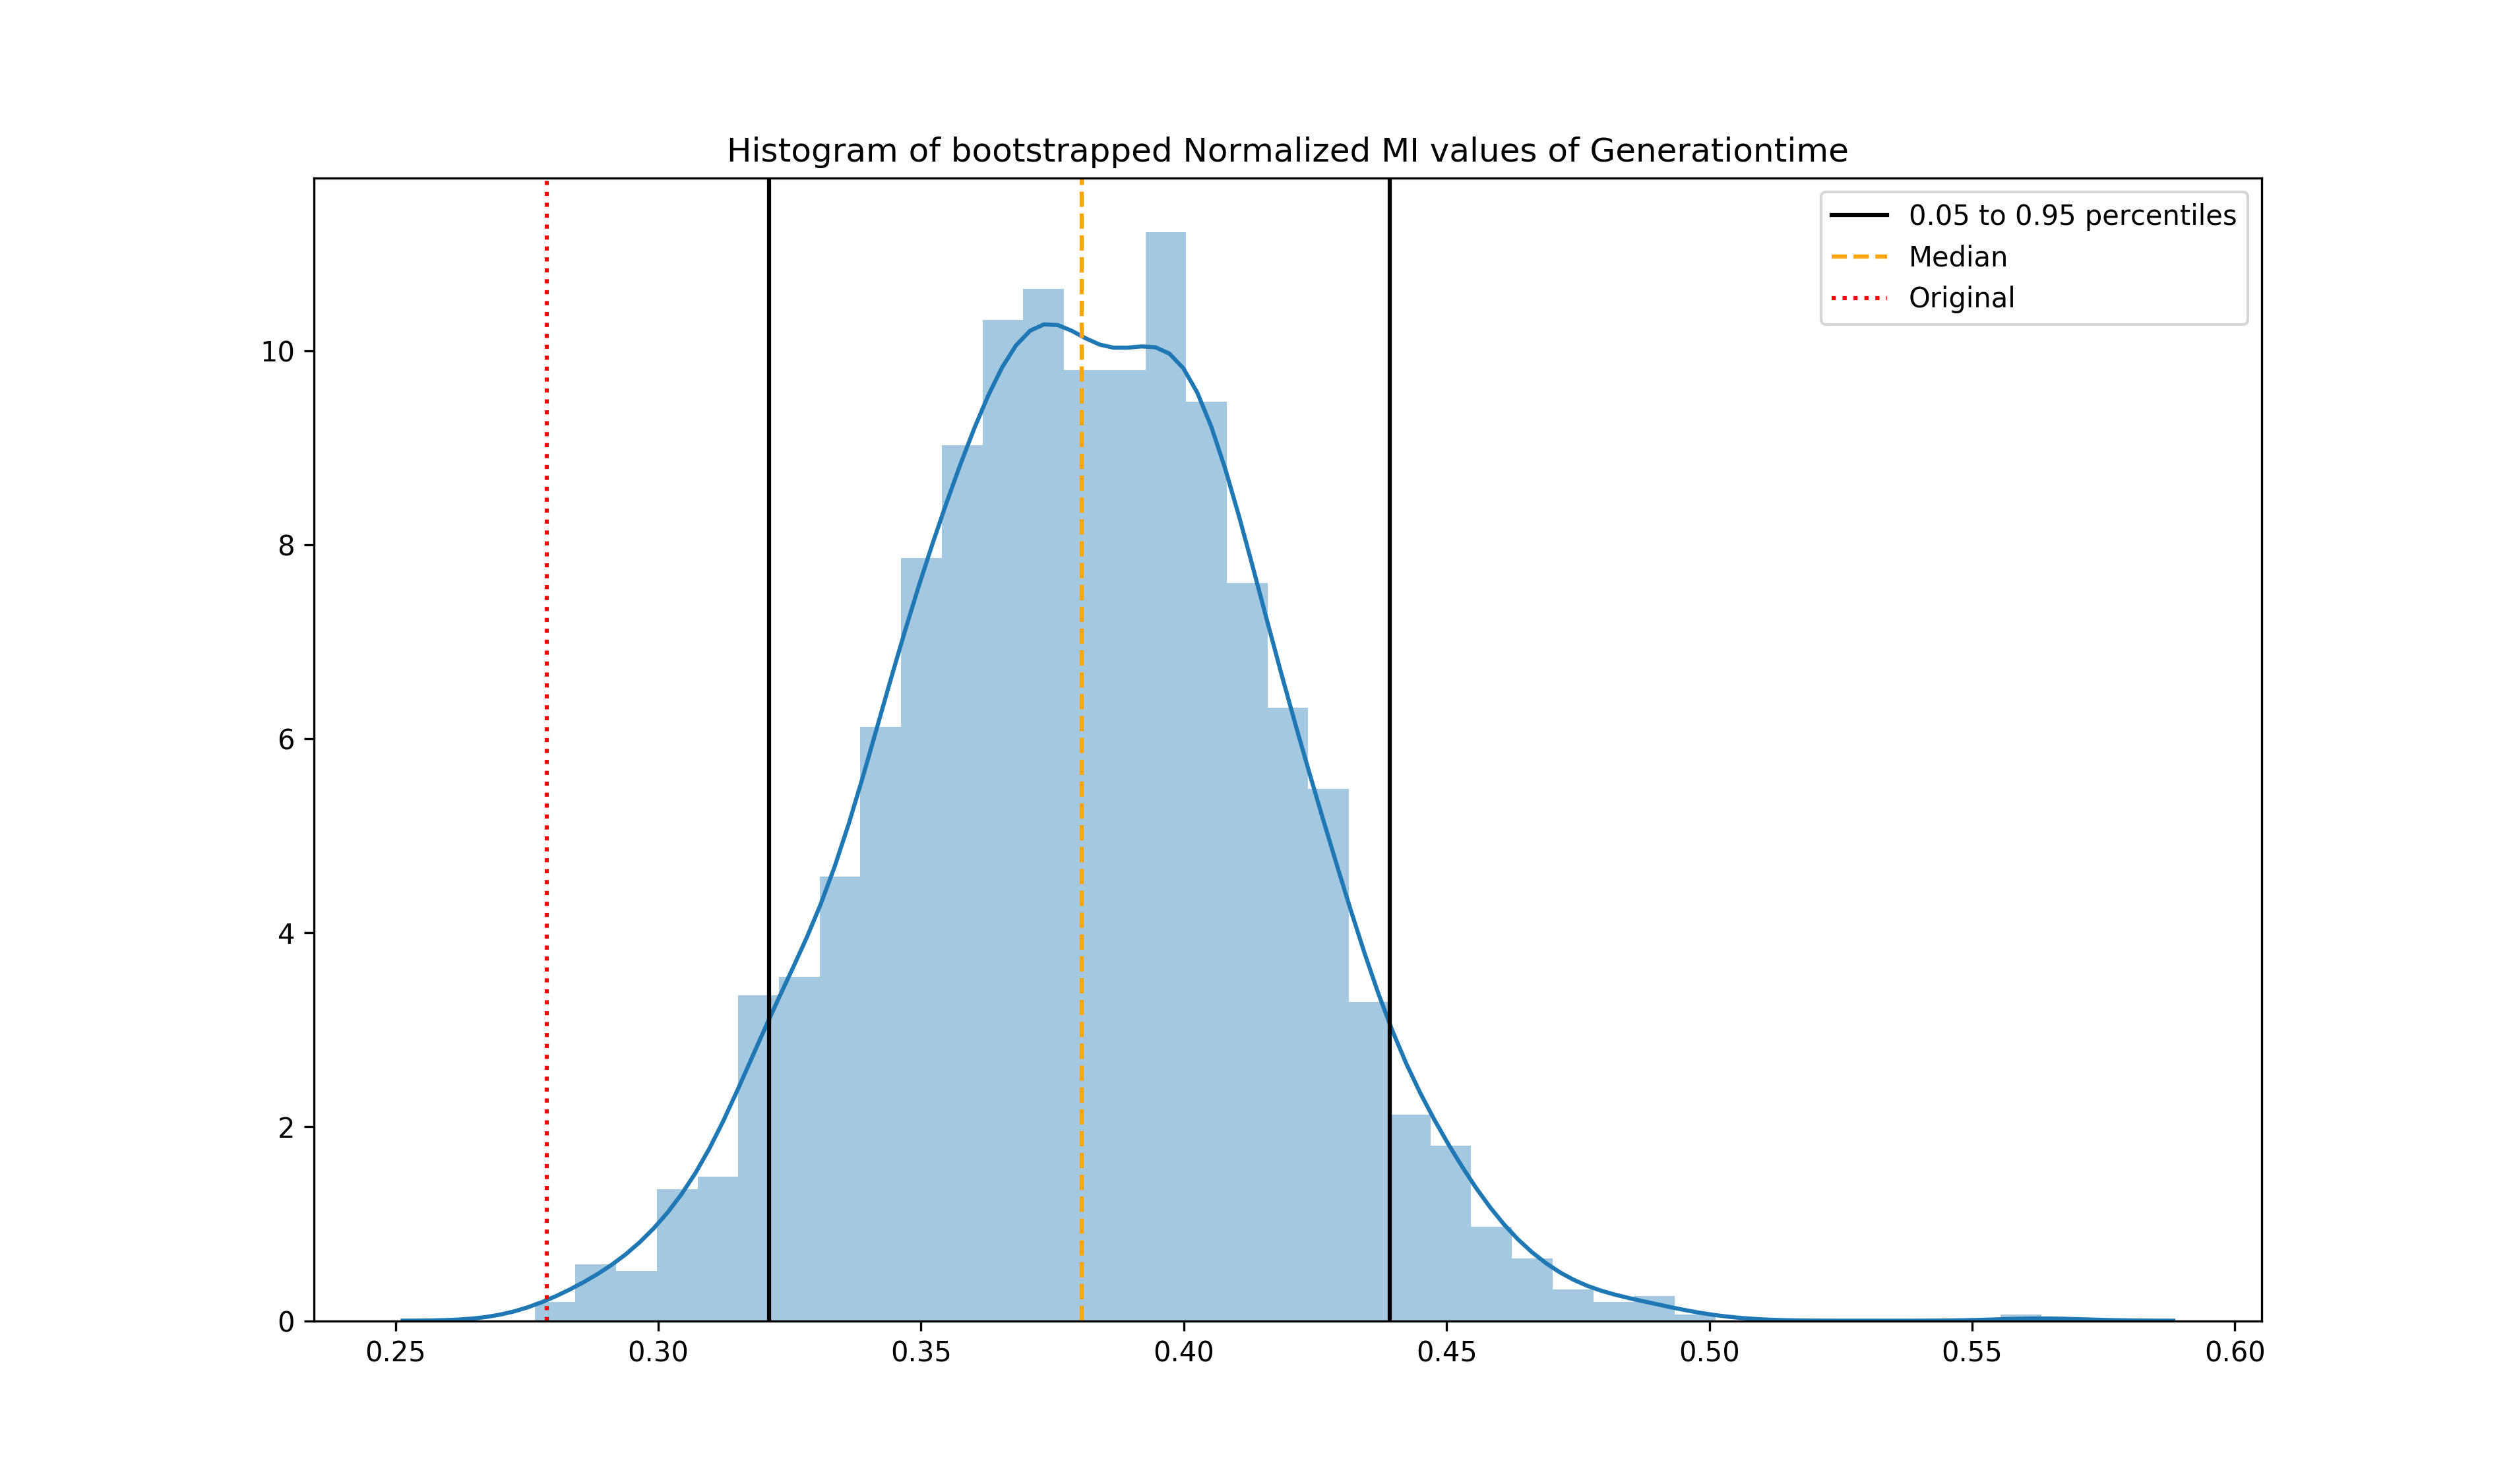 Histogram of bootstrapped Normalized MI values of Generationtime
0.05 to 0.95 percentiles
Median
Original
10
8
6
4
2
0
0.25 0.30 0.35 0.40 0.45 0.50 0.55 0.60